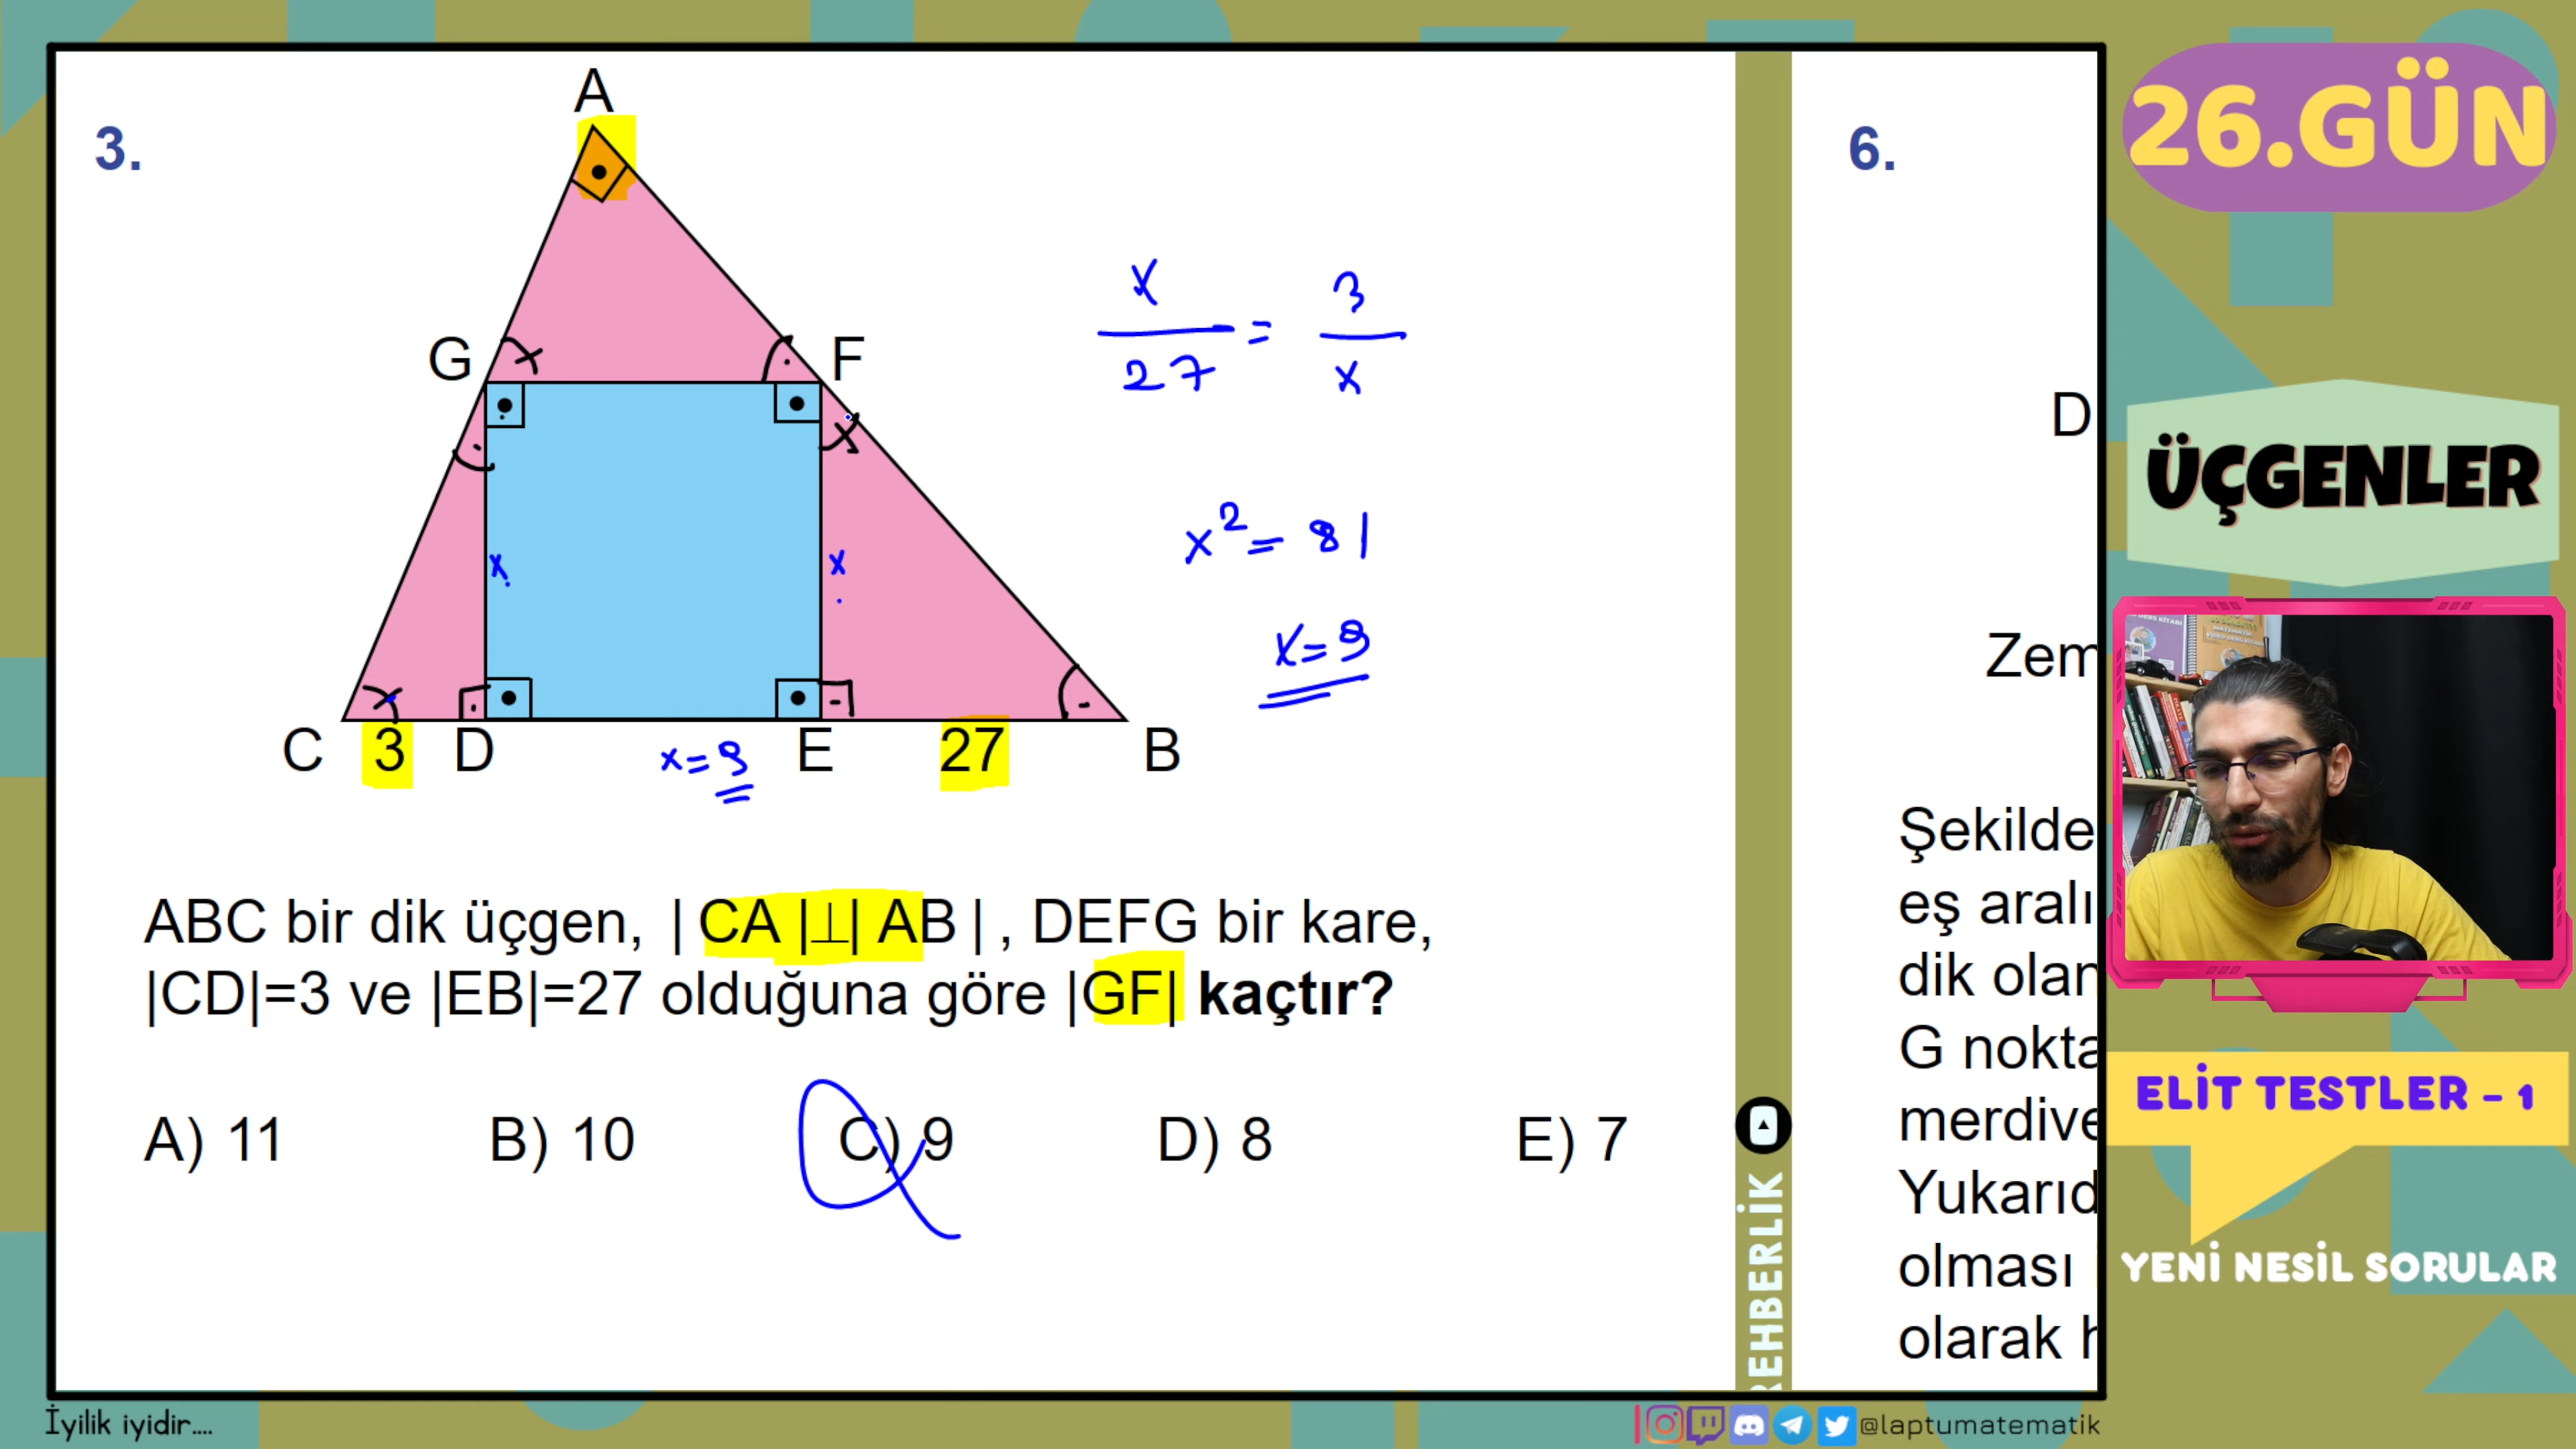 3.
A
G
F
C
3
D
x=9
E
27
B
x
x
x/27 = 3/x
x²= 81
x=9
ABC bir dik üçgen, | CA |⊥| AB | , DEFG bir kare,
|CD|=3 ve |EB|=27 olduğuna göre |GF| kaçtır?
A) 11
B) 10
C) 9
D) 8
E) 7
REHBERLİK
6.
D
Zem
Şekilde
eş aralı
dik olan
G nokta
merdive
Yukarıd
olması
olarak h
26.GÜN
ÜÇGENLER
ELİT TESTLER - 1
YENİ NESİL SORULAR
İyilik iyidir....
@laptumatematik